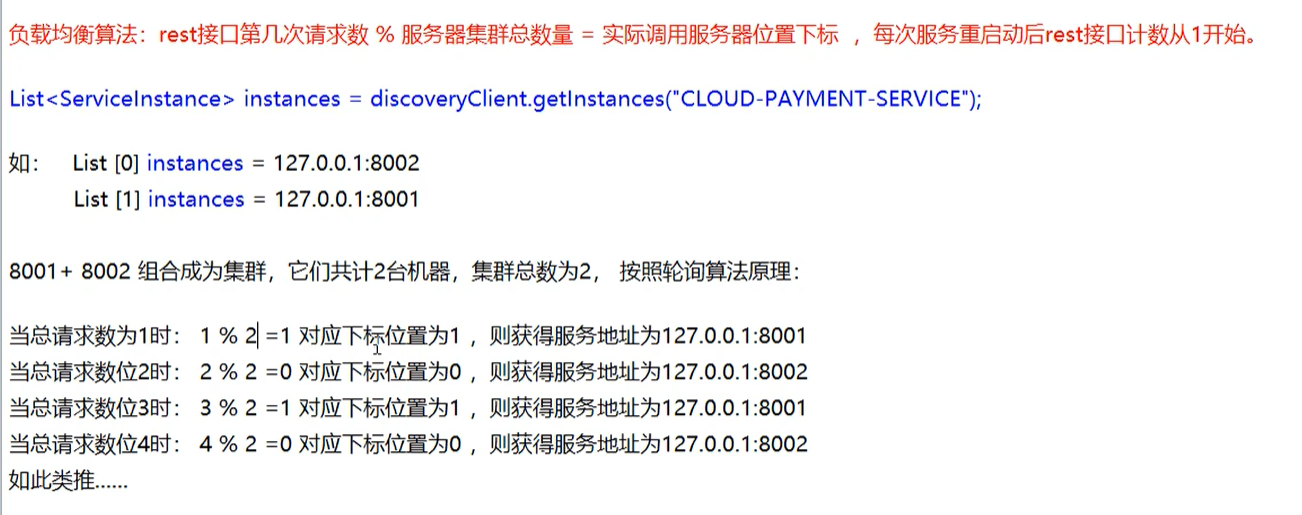 负载均衡算法：rest接口第几次请求数 % 服务器集群总数量 = 实际调用服务器位置下标 ，每次服务重启动后rest接口计数从1开始。
List<ServiceInstance> instances = discoveryClient.getInstances("CLOUD-PAYMENT-SERVICE");
如： List [0] instances = 127.0.0.1:8002
List [1] instances = 127.0.0.1:8001
8001+ 8002 组合成为集群，它们共计2台机器，集群总数为2， 按照轮询算法原理：
当总请求数为1时： 1 % 2 =1 对应下标位置为1 ，则获得服务地址为127.0.0.1:8001
当总请求数位2时： 2 % 2 =0 对应下标位置为0 ，则获得服务地址为127.0.0.1:8002
当总请求数位3时： 3 % 2 =1 对应下标位置为1 ，则获得服务地址为127.0.0.1:8001
当总请求数位4时： 4 % 2 =0 对应下标位置为0 ，则获得服务地址为127.0.0.1:8002
如此类推......